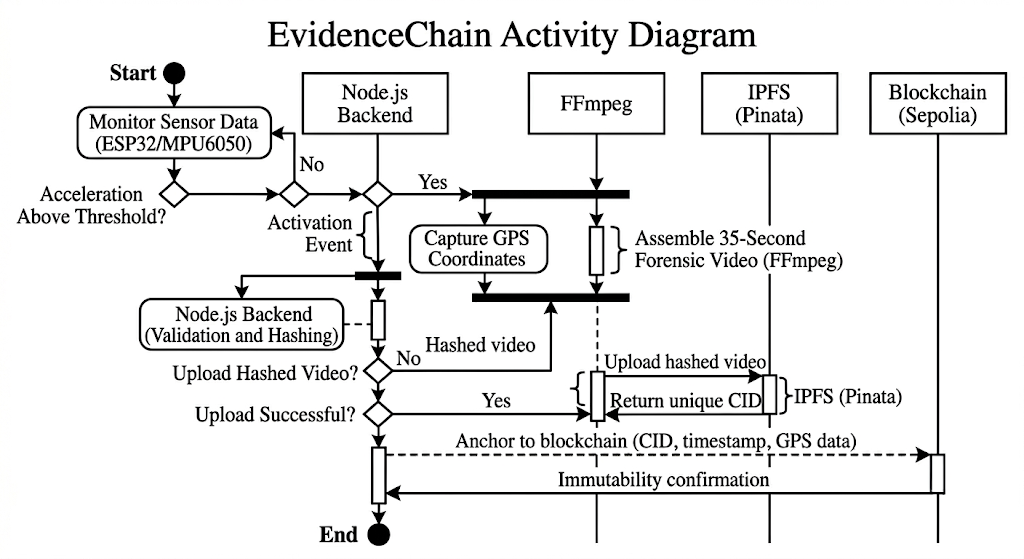 EvidenceChain Activity Diagram
Start
Node.js
Backend
FFmpeg
IPFS
(Pinata)
Blockchain
(Sepolia)
Monitor Sensor Data
(ESP32/MPU6050)
No
Yes
Acceleration
Above Threshold?
Activation
Event
Capture GPS
Coordinates
Assemble 35-Second
Forensic Video (FFmpeg)
Node.js Backend
(Validation and Hashing)
Hashed video
No
Upload Hashed Video?
Upload hashed video
Upload Successful?
Yes
Return unique CID
IPFS (Pinata)
Anchor to blockchain (CID, timestamp, GPS data)
Immutability confirmation
End